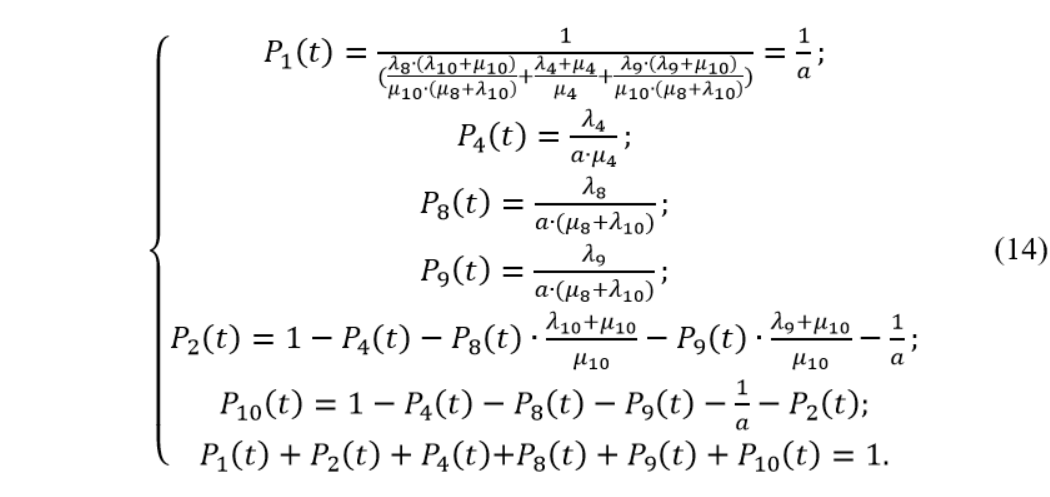 P₁(t) = 1 / (λ₈·(λ₁₀+μ₁₀) / μ₁₀·(μ₈+λ₁₀) + λ₄+μ₄ / μ₄ + λ₉·(λ₉+μ₁₀) / μ₁₀·(μ₈+λ₁₀)) = 1/a;
P₄(t) = λ₄ / a·μ₄;
P₈(t) = λ₈ / a·(μ₈+λ₁₀);
P₉(t) = λ₉ / a·(μ₈+λ₁₀);
(14)
P₂(t) = 1 − P₄(t) − P₈(t) · λ₁₀+μ₁₀ / μ₁₀ − P₉(t) · λ₉+μ₁₀ / μ₁₀ − 1/a;
P₁₀(t) = 1 − P₄(t) − P₈(t) − P₉(t) − 1/a − P₂(t);
P₁(t) + P₂(t) + P₄(t)+P₈(t) + P₉(t) + P₁₀(t) = 1.